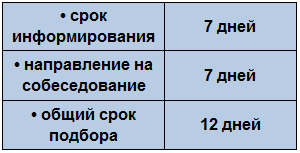 • срок
информирования
7 дней
• направление на
собеседование
7 дней
• общий срок
подбора
12 дней